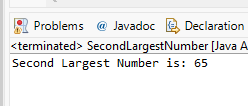 Problems @ Javadoc Declaration
<terminated> SecondLargestNumber [Java A
Second Largest Number is: 65